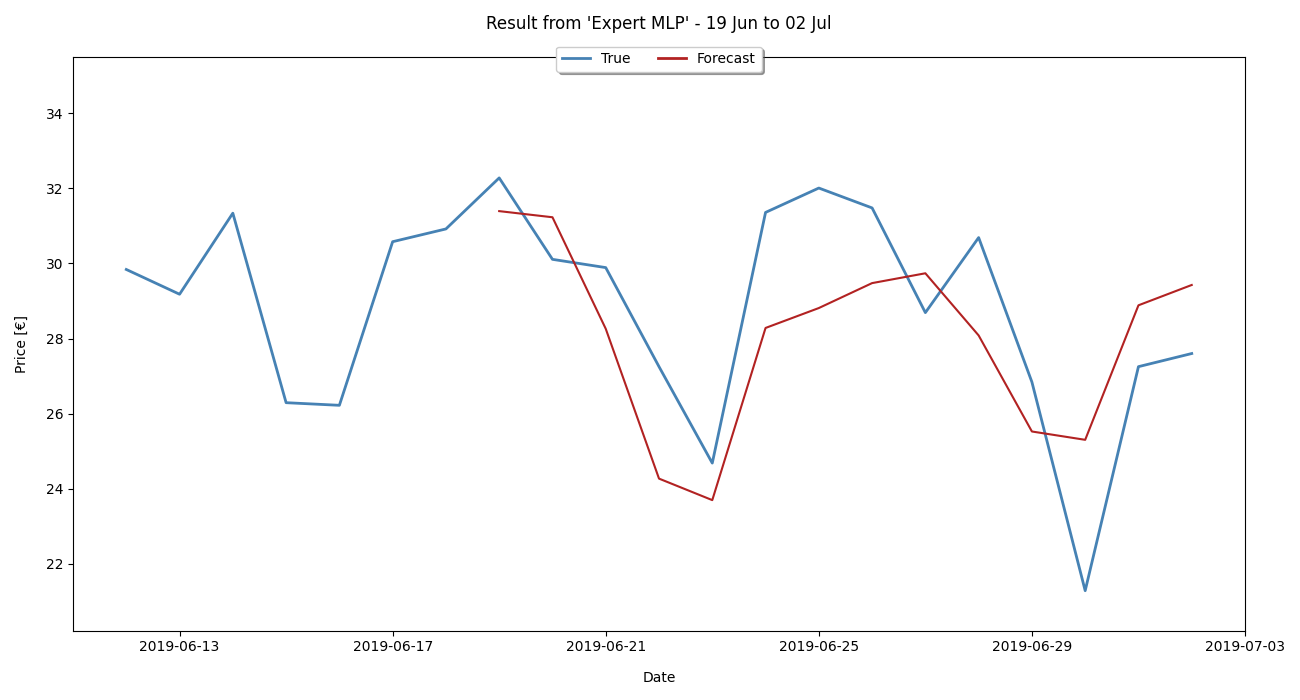 Result from 'Expert MLP' - 19 Jun to 02 Jul
True Forecast
34
32
30
28
26
24
22
Price [€]
2019-06-13 2019-06-17 2019-06-21 2019-06-25 2019-06-29 2019-07-03
Date